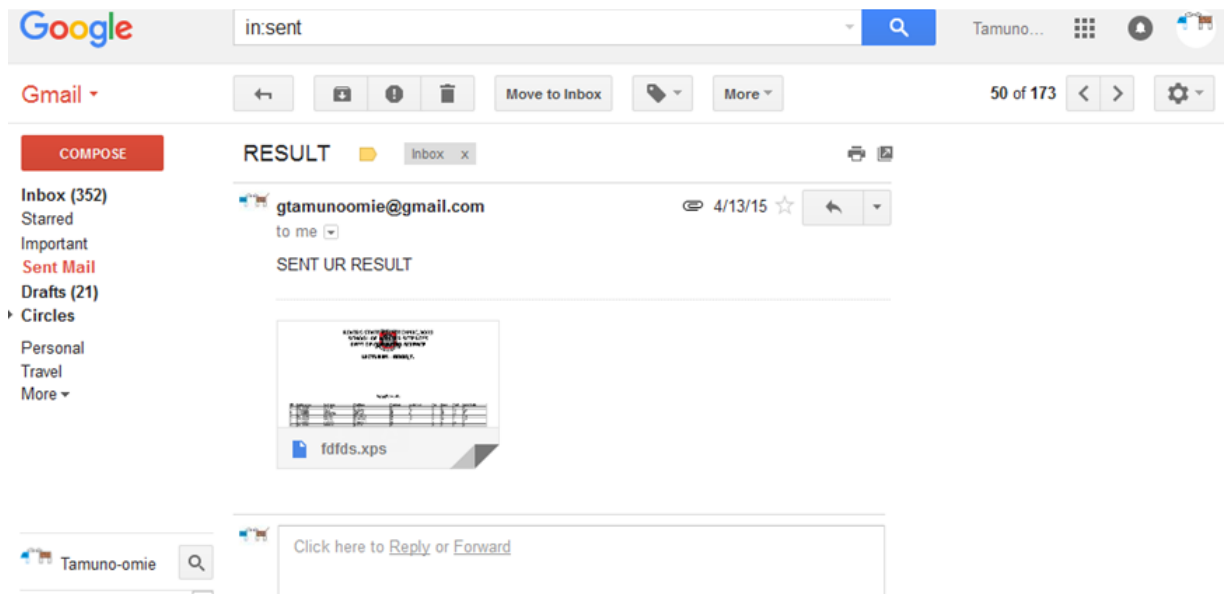 Google
in:sent
Tamuno...
Gmail
Move to Inbox
More
50 of 173
COMPOSE
RESULT
Inbox x
Inbox (352)
Starred
Important
Sent Mail
Drafts (21)
Circles
Personal
Travel
More
gtamunoomie@gmail.com
4/13/15
to me
SENT UR RESULT
fdfds.xps
Click here to Reply or Forward
Tamuno-omie